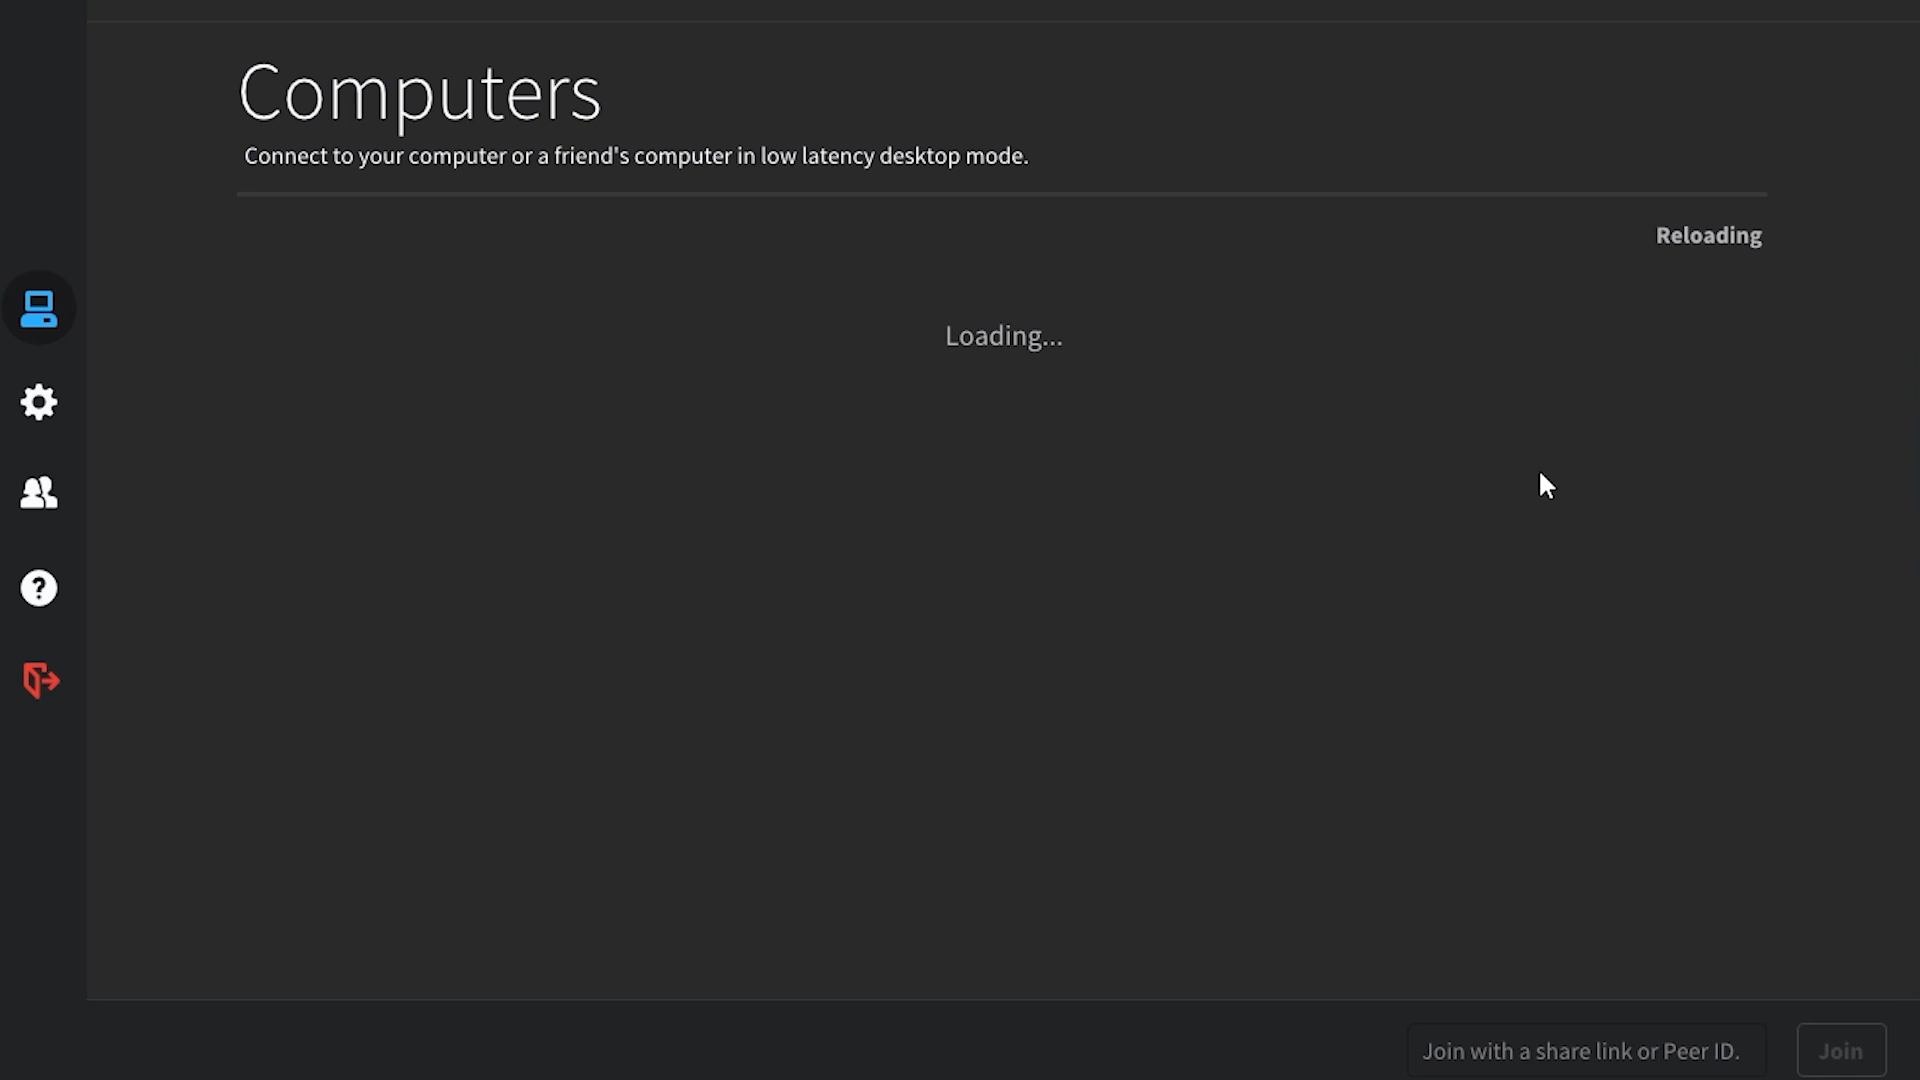 Computers
Connect to your computer or a friend's computer in low latency desktop mode.
Reloading
Loading...
?
Join with a share link or Peer ID.
Join